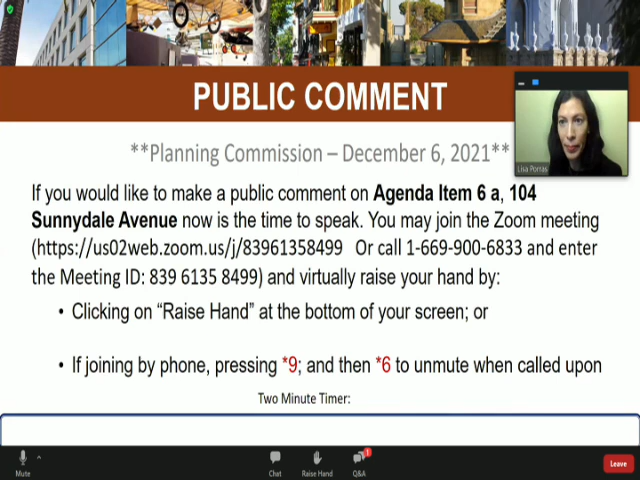 PUBLIC COMMENT
**Planning Commission – December 6, 2021**
Lisa Porras
If you would like to make a public comment on Agenda Item 6 a, 104
Sunnydale Avenue now is the time to speak. You may join the Zoom meeting
(https://us02web.zoom.us/j/83961358499 Or call 1-669-900-6833 and enter
the Meeting ID: 839 6135 8499) and virtually raise your hand by:
• Clicking on “Raise Hand” at the bottom of your screen; or
• If joining by phone, pressing *9; and then *6 to unmute when called upon
Two Minute Timer:
Mute
Chat
Raise Hand
Q&A
1
Leave